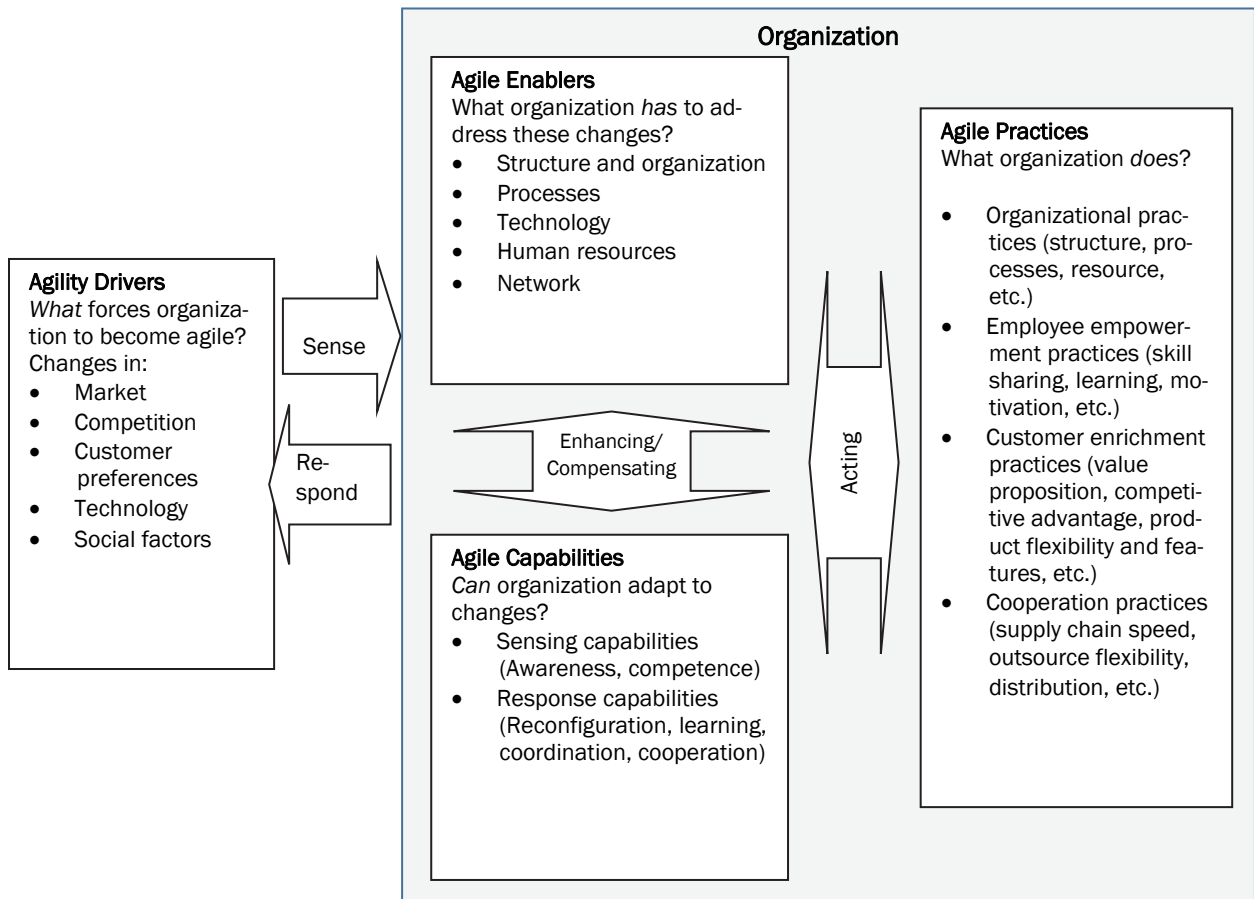 Organization
Agility Drivers
What forces organiza-
tion to become agile?
Changes in:
• Market
• Competition
• Customer
preferences
• Technology
• Social factors
Sense
Re-
spond
Agile Enablers
What organization has to ad-
dress these changes?
• Structure and organization
• Processes
• Technology
• Human resources
• Network
Enhancing/
Compensating
Agile Capabilities
Can organization adapt to
changes?
• Sensing capabilities
(Awareness, competence)
• Response capabilities
(Reconfiguration, learning,
coordination, cooperation)
Acting
Agile Practices
What organization does?
• Organizational prac-
tices (structure, pro-
cesses, resource,
etc.)
• Employee empower-
ment practices (skill
sharing, learning, mo-
tivation, etc.)
• Customer enrichment
practices (value
proposition, compet-
itive advantage, prod-
uct flexibility and fea-
tures, etc.)
• Cooperation practices
(supply chain speed,
outsource flexibility,
distribution, etc.)